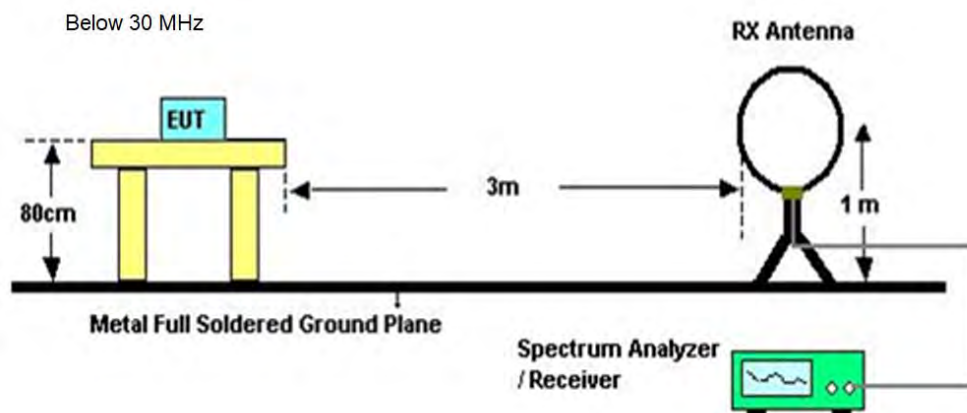 Below 30 MHz
RX Antenna
EUT
80cm
3m
1 m
Metal Full Soldered Ground Plane
Spectrum Analyzer
/ Receiver